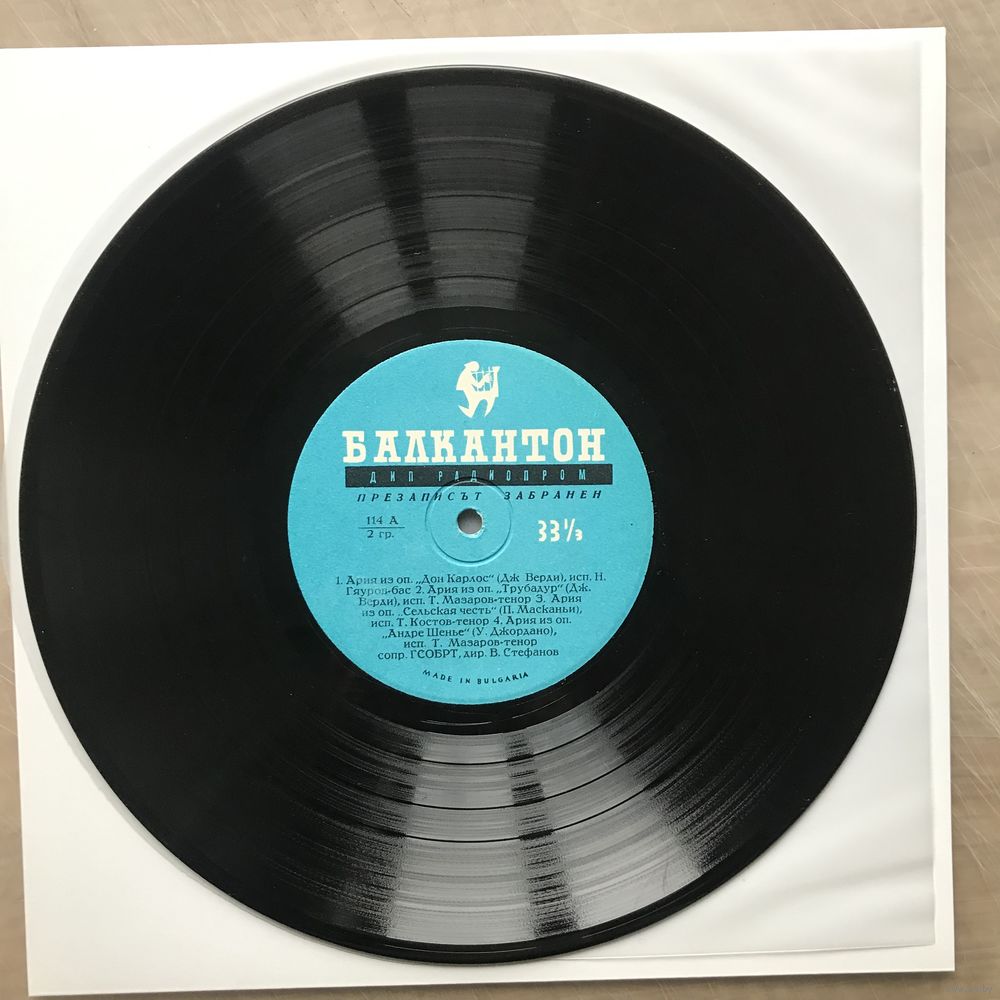 БАЛКАНТОН
ДИП РАДИОПРОМ
ПРЕЗАПИСЪТ ЗАБРАНЕН
114 А
2 гр.
33⅓
1. Ария из оп. „Дон Карлос“ (Дж Верди), исп. Н.
Гяуров-бас 2. Ария из оп. „Трубадур“ (Дж.
Верди), исп. Т. Мазаров-тенор 3. Ария
из оп. „Сельская честь“ (П. Масканьи),
исп. Т. Костов-тенор 4. Ария из оп.
„Андре Шенье“ (У. Джордано),
исп. Т. Мазаров-тенор
сопр. ГСОБРТ, дир. В. Стефанов
MADE IN BULGARIA